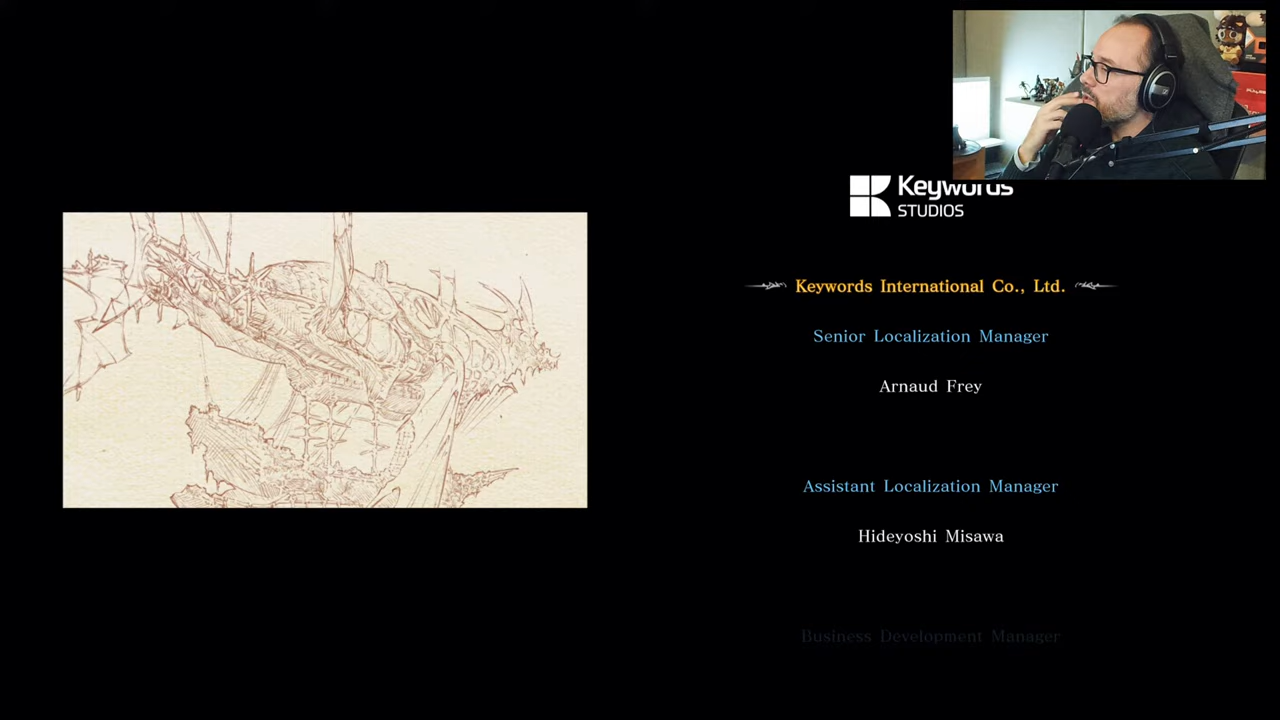 Keywords
STUDIOS
Keywords International Co., Ltd.
Senior Localization Manager
Arnaud Frey
Assistant Localization Manager
Hideyoshi Misawa
Business Development Manager